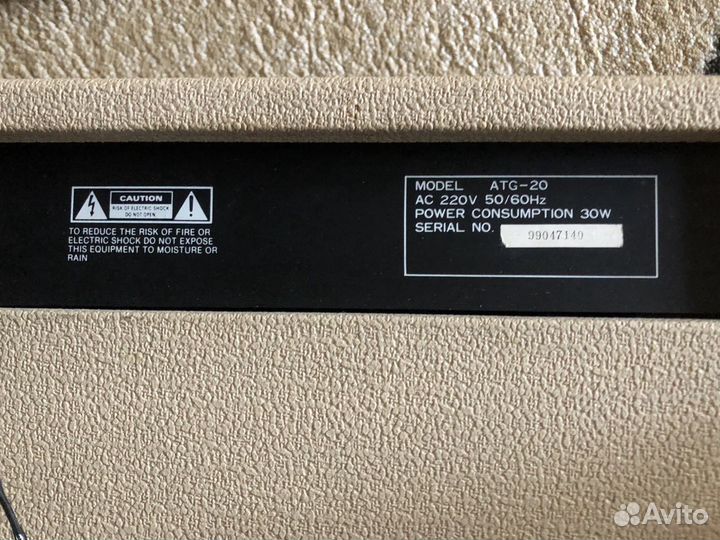 CAUTION
RISK OF ELECTRIC SHOCK
DO NOT OPEN
TO REDUCE THE RISK OF FIRE OR
ELECTRIC SHOCK DO NOT EXPOSE
THIS EQUIPMENT TO MOISTURE OR
RAIN
MODEL ATG-20
AC 220V 50/60Hz
POWER CONSUMPTION 30W
SERIAL NO. 99047140
Avito